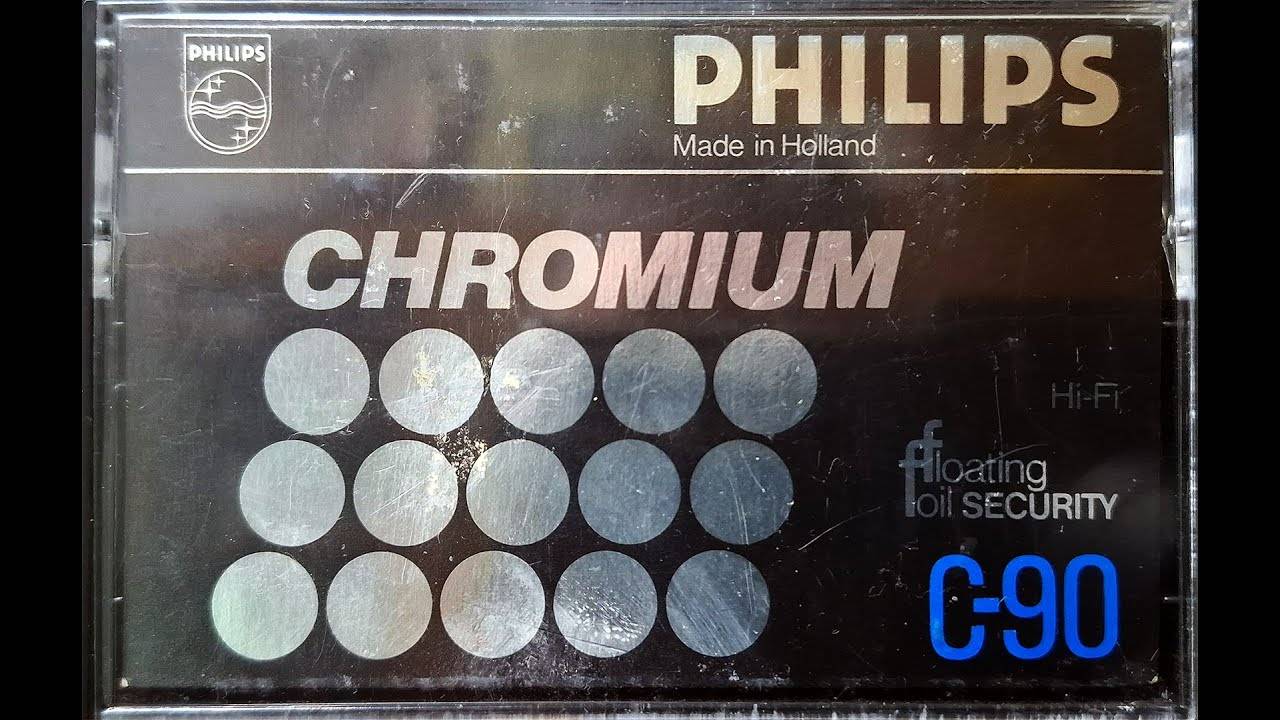 PHILIPS
PHILIPS
Made in Holland
CHROMIUM
Hi-Fi
floating
foil SECURITY
C-90